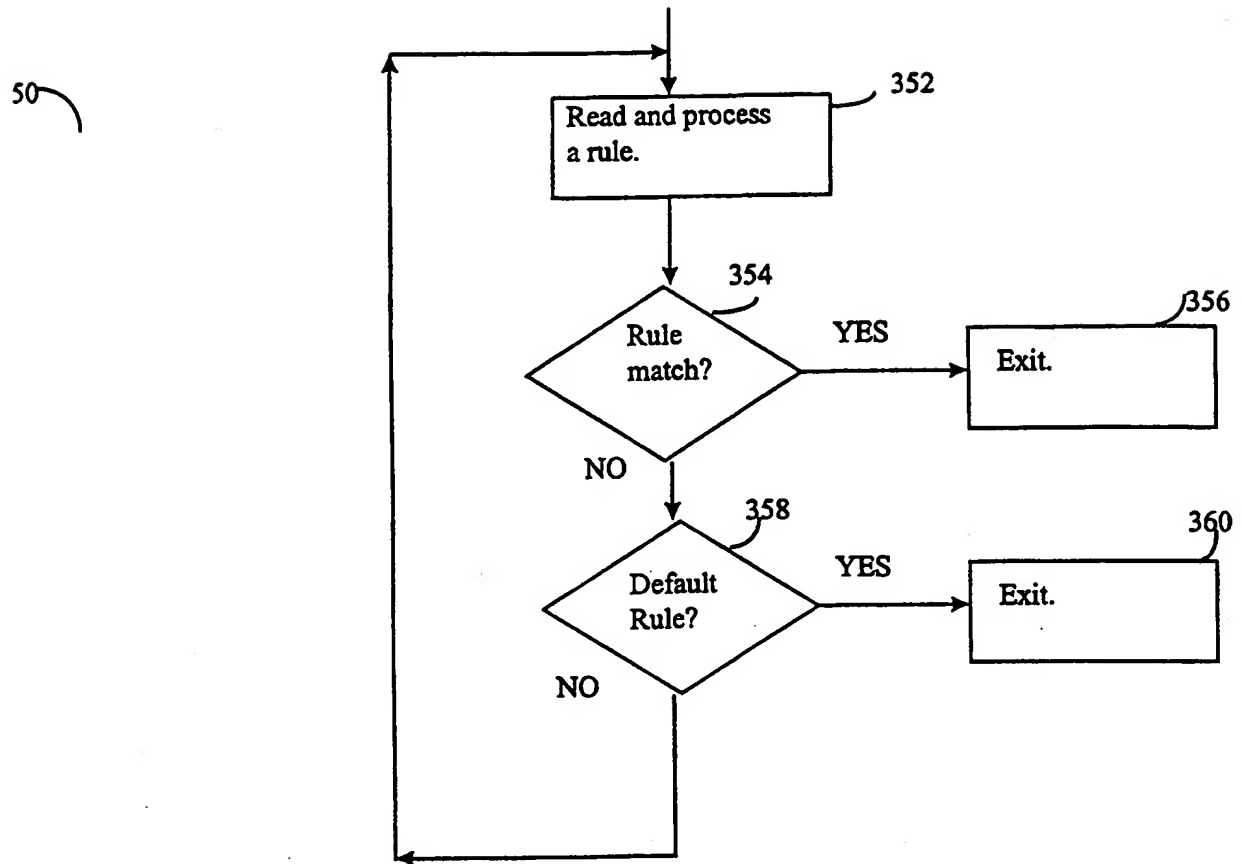 50
352
Read and process
a rule.
354
Rule
match?
YES
356
Exit.
NO
358
Default
Rule?
YES
360
Exit.
NO